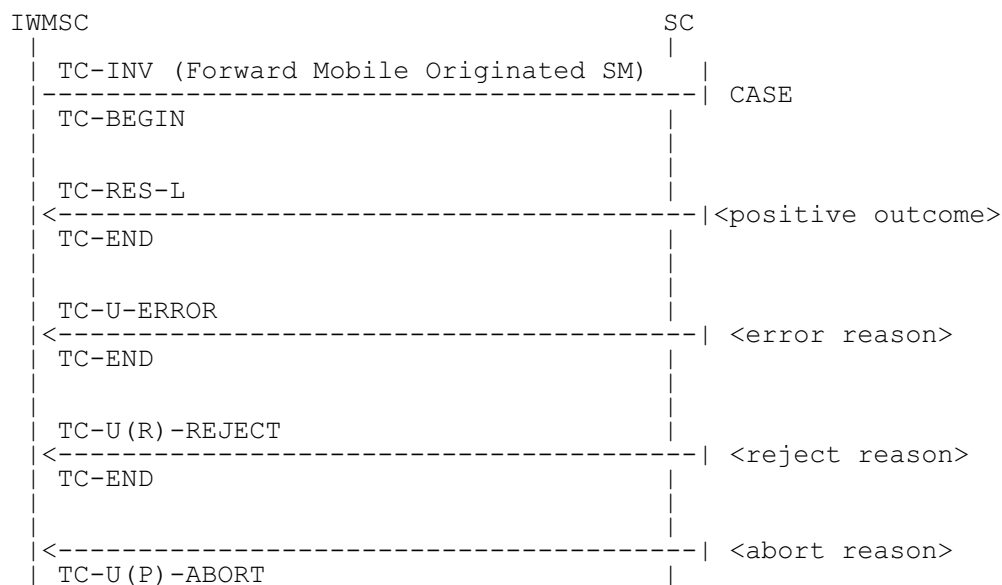 IWMSC SC
TC-INV (Forward Mobile Originated SM)
CASE
TC-BEGIN
TC-RES-L
<positive outcome>
TC-END
TC-U-ERROR
<error reason>
TC-END
TC-U(R)-REJECT
<reject reason>
TC-END
<abort reason>
TC-U(P)-ABORT